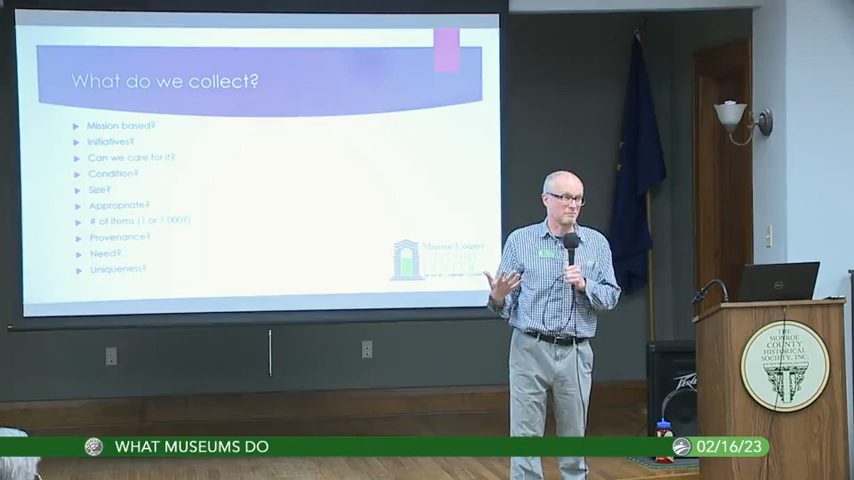 What do we collect?
Mission based?
Initiatives?
Can we care for it?
Condition?
Size?
Appropriate?
# of items (1 or 1,000?)
Provenance?
Need?
Uniqueness?
Monroe County
THE
MONROE
COUNTY
HISTORICAL
SOCIETY, INC.
WHAT MUSEUMS DO
02/16/23